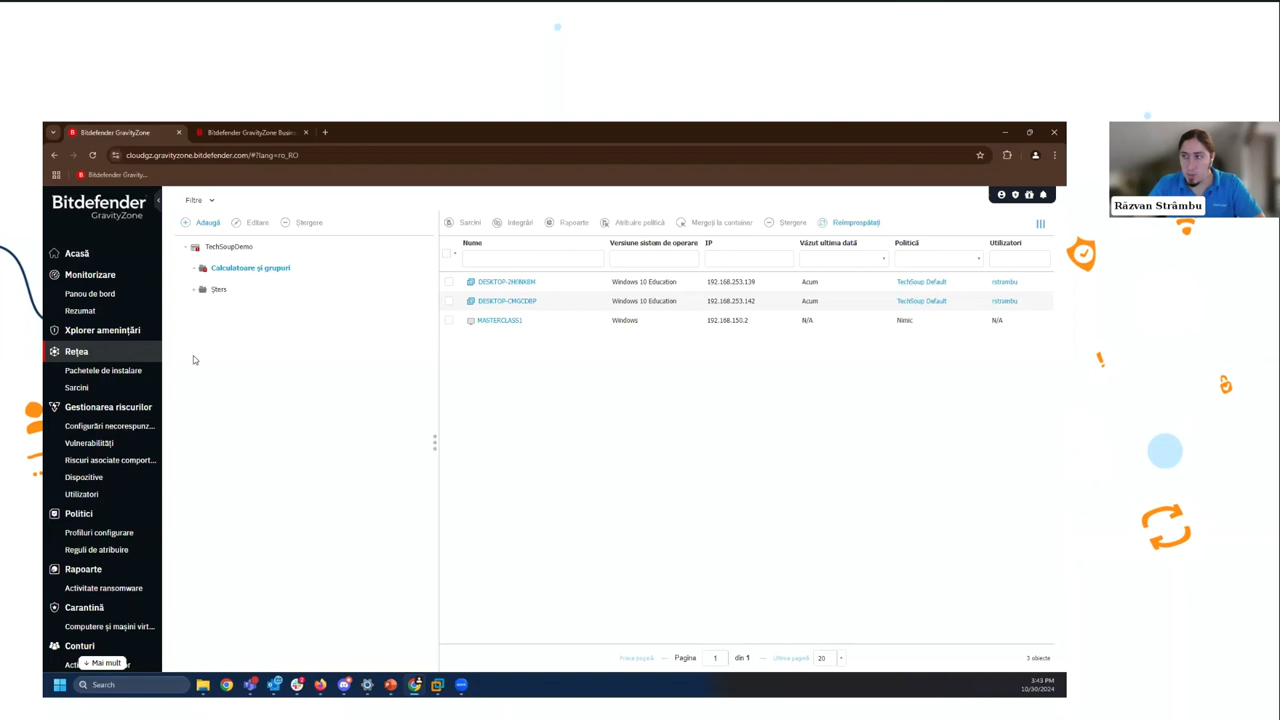 Bitdefender GravityZone
Bitdefender GravityZone Busin
cloudgz.gravityzone.bitdefender.com/#?lang=ro_RO
Bitdefender Gravity...
Bitdefender
GravityZone
Acasă
Monitorizare
Panou de bord
Rezumat
Xplorer amenințări
Rețea
Pachetele de instalare
Sarcini
Gestionarea riscurilor
Configurări necorespunz...
Vulnerabilități
Riscuri asociate comport...
Dispozitive
Utilizatori
Politici
Profiluri configurare
Reguli de atribuire
Rapoarte
Activitate ransomware
Carantină
Computere și mașini virt...
Conturi
Mai mult
Filtre
Adaugă Editare Ștergere
TechSoupDemo
Calculatoare și grupuri
Șters
Sarcini Integrări Rapoarte Atribuire politică Mergeți la container Ștergere Reîmprospătați
Nume Versiune sistem de operare IP Văzut ultima dată Politică Utilizatori
Windows 10 Education 192.168.253.139 Acum TechSoup Default rstrambu
DESKTOP-CMGCDBP Windows 10 Education 192.168.253.142 Acum TechSoup Default rstrambu
MASTERCLASS1 Windows 192.168.150.2 N/A Nimic N/A
Prima pagină Pagina 1 din 1 Ultima pagină 20 3 obiecte
Search
3:43 PM
10/30/2024
Răzvan Strâmbu